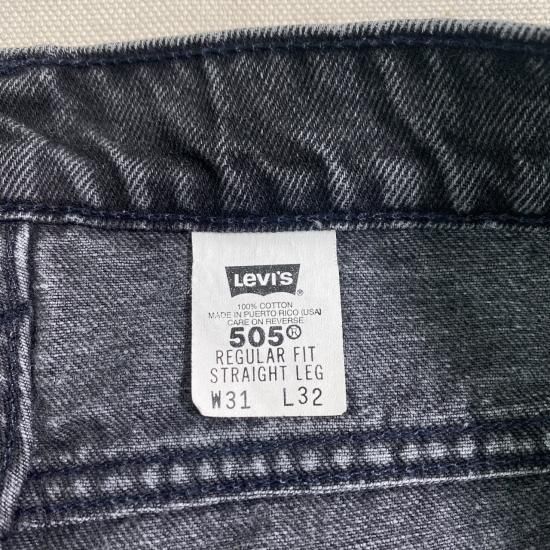 Levi's ®
100% COTTON
MADE IN PUERTO RICO (USA)
CARE ON REVERSE
505®
REGULAR FIT
STRAIGHT LEG
W31 L32